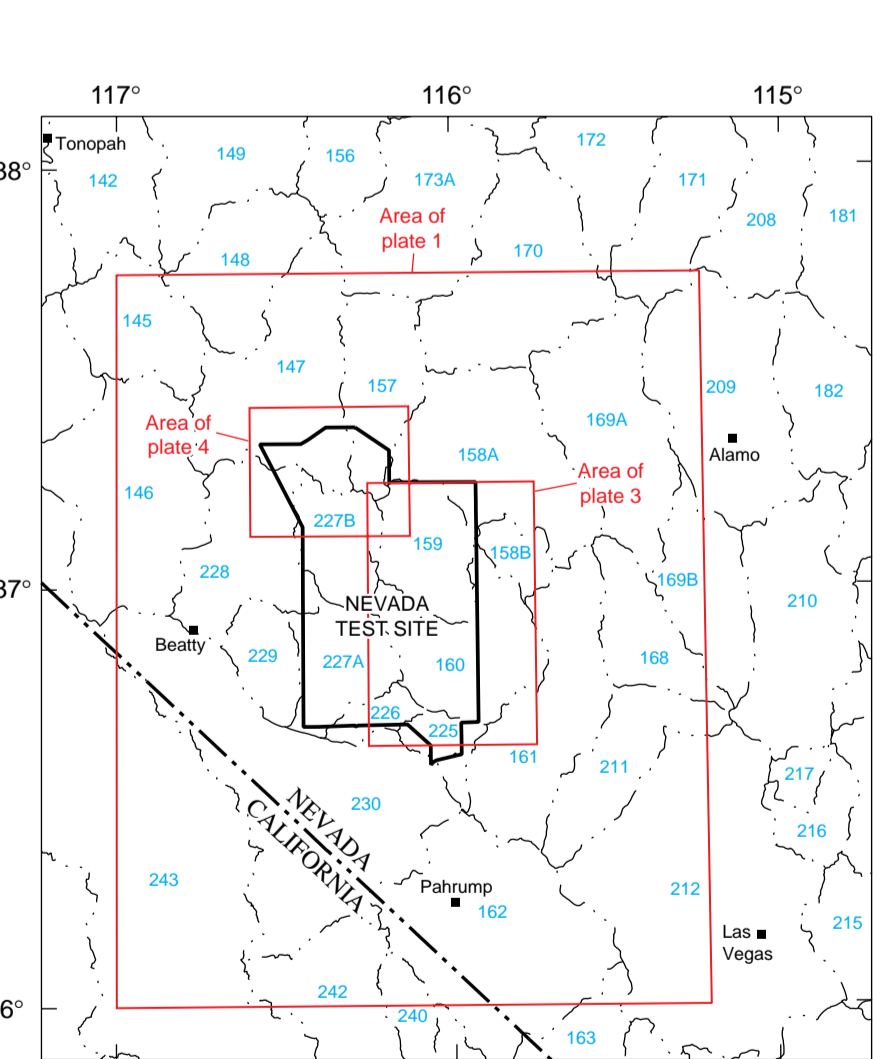 117° 116° 115°
Tonopah
38°
142
149
156
173A
172
171
208
181
Area of
plate 1
148
170
145
147
157
209
182
169A
Area of
plate 4
Alamo
158A
Area of
plate 3
146
227B
159
158B
228
37°
169B
210
NEVADA
TEST SITE
Beatty
229
227A
160
168
226
225
161
211
217
230
216
NEVADA
CALIFORNIA
243
Pahrump
162
212
215
Las
Vegas
242
6°
240
163